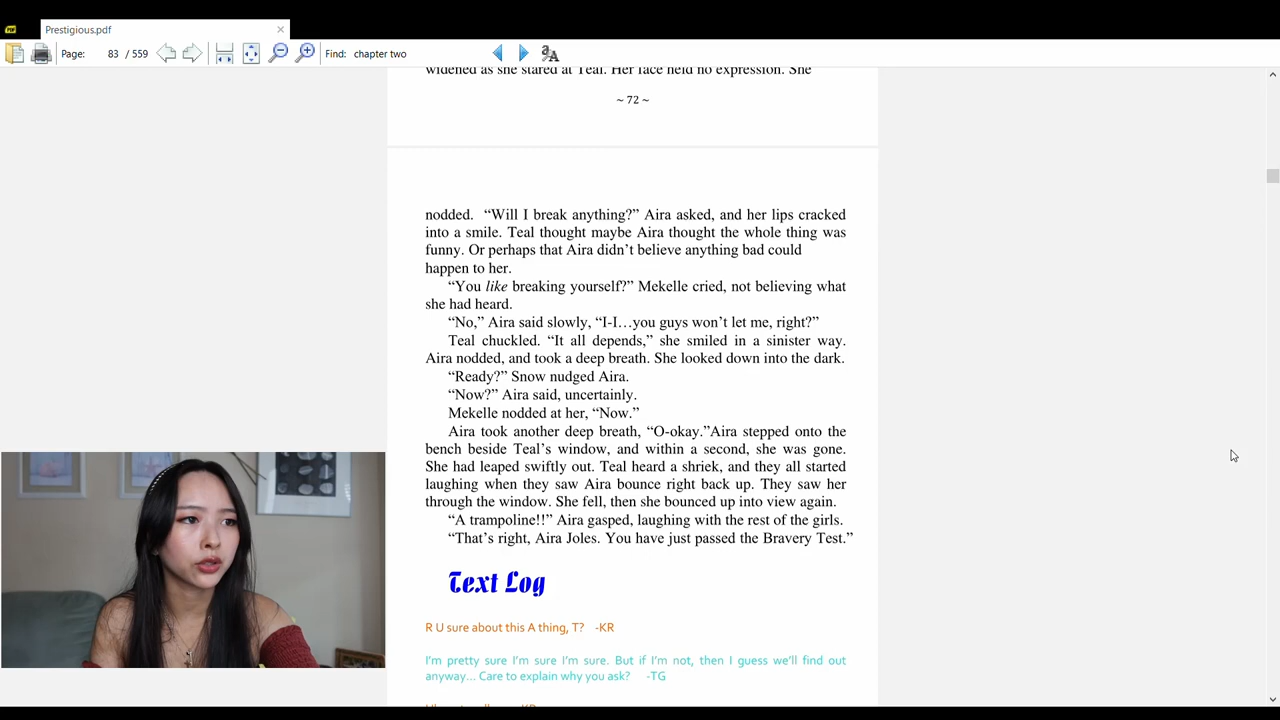 Prestigious.pdf
Page: 83 / 559 Find: chapter two
widened as she stared at Teal. Her face held no expression. She
~ 72 ~
nodded. “Will I break anything?” Aira asked, and her lips cracked
into a smile. Teal thought maybe Aira thought the whole thing was
funny. Or perhaps that Aira didn’t believe anything bad could
happen to her.
“You like breaking yourself?” Mekelle cried, not believing what
she had heard.
“No,” Aira said slowly, “I-I…you guys won’t let me, right?”
Teal chuckled. “It all depends,” she smiled in a sinister way.
Aira nodded, and took a deep breath. She looked down into the dark.
“Ready?” Snow nudged Aira.
“Now?” Aira said, uncertainly.
Mekelle nodded at her, “Now.”
Aira took another deep breath, “O-okay.”Aira stepped onto the
bench beside Teal’s window, and within a second, she was gone.
She had leaped swiftly out. Teal heard a shriek, and they all started
laughing when they saw Aira bounce right back up. They saw her
through the window. She fell, then she bounced up into view again.
“A trampoline!!” Aira gasped, laughing with the rest of the girls.
“That’s right, Aira Joles. You have just passed the Bravery Test.”
Text Log
R U sure about this A thing, T? -KR
I’m pretty sure I’m sure I’m sure. But if I’m not, then I guess we’ll find out
anyway… Care to explain why you ask? -TG